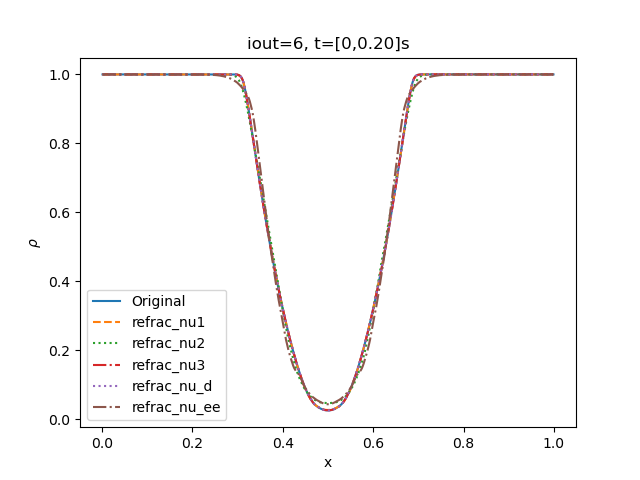 iout=6, t=[0,0.20]s
1.0
0.8
0.6
0.4
0.2
0.0
ρ
Original
refrac_nu1
refrac_nu2
refrac_nu3
refrac_nu_d
refrac_nu_ee
0.0 0.2 0.4 0.6 0.8 1.0
x